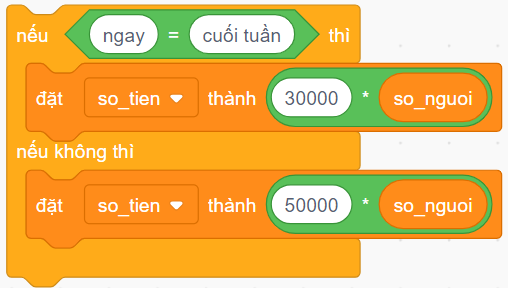 nếu ngay = cuối tuần thì
đặt so_tien thành 30000 * so_nguoi
nếu không thì
đặt so_tien thành 50000 * so_nguoi